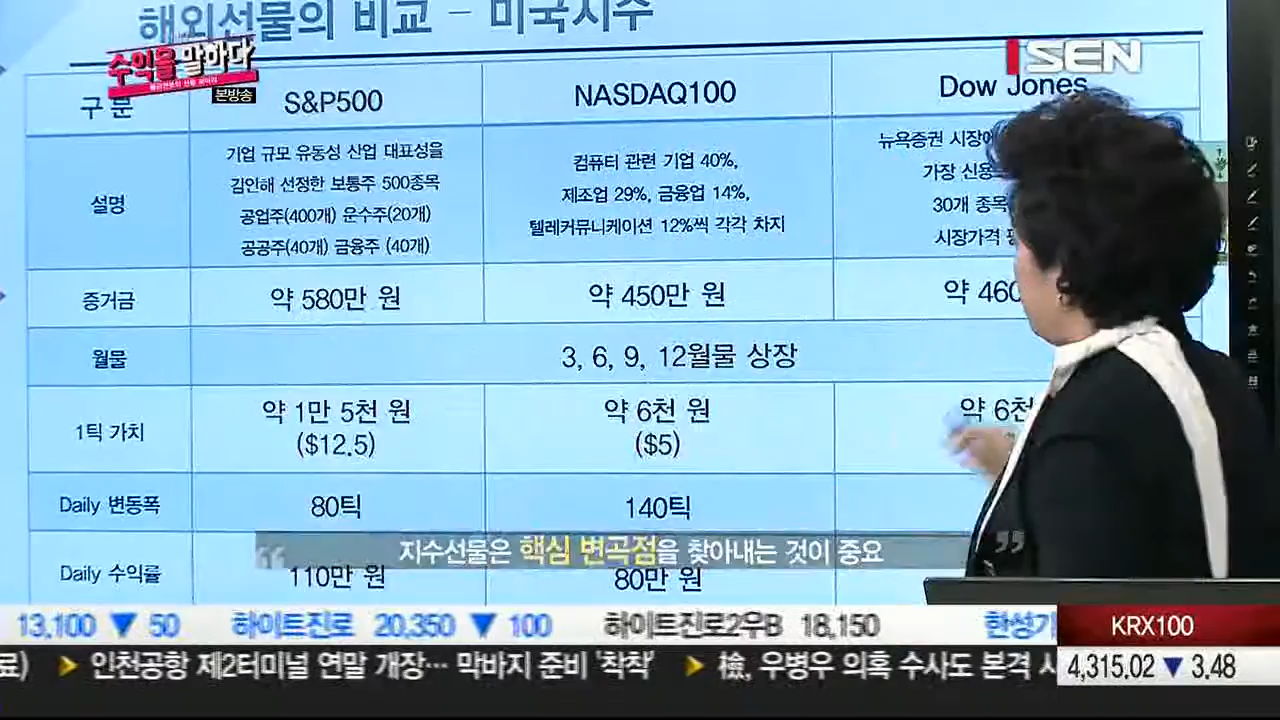 해외선물의 비교 - 미국지수
수익을 말하다
본방송
SEN
구 분
S&P500
NASDAQ100
Dow Jones
설명
기업 규모 유동성 산업 대표성을
김인해 선정한 보통주 500종목
공업주(400개) 운수주(20개)
공공주(40개) 금융주 (40개)
컴퓨티 관련 기업 40%,
제조업 29%, 금융업 14%,
텔레커뮤니케이션 12%씩 각각 차지
뉴욕증권 시장에
가장 신용
30개 종목
시장가격
증거금
약 580만 원
약 450만 원
약 460
월물
3, 6, 9, 12월물 상장
1틱 가치
약 1만 5천 원
($12.5)
약 6천 원
($5)
약 6천
Daily 변동폭
80틱
140틱
Daily 수익률
110만 원
80만 원
“ 지수선물은 핵심 변곡점을 찾아내는 것이 중요 ”
13,100 ▼ 50 하이트진로 20,350 ▼ 100 하이트진로2우B 18,150 한성기
KRX100
료) ▶ 인천공항 제2터미널 연말 개장… 막바지 준비 '착착' ▶ 檢, 우병우 의혹 수사도 본격
4,315.02 ▼ 3.48